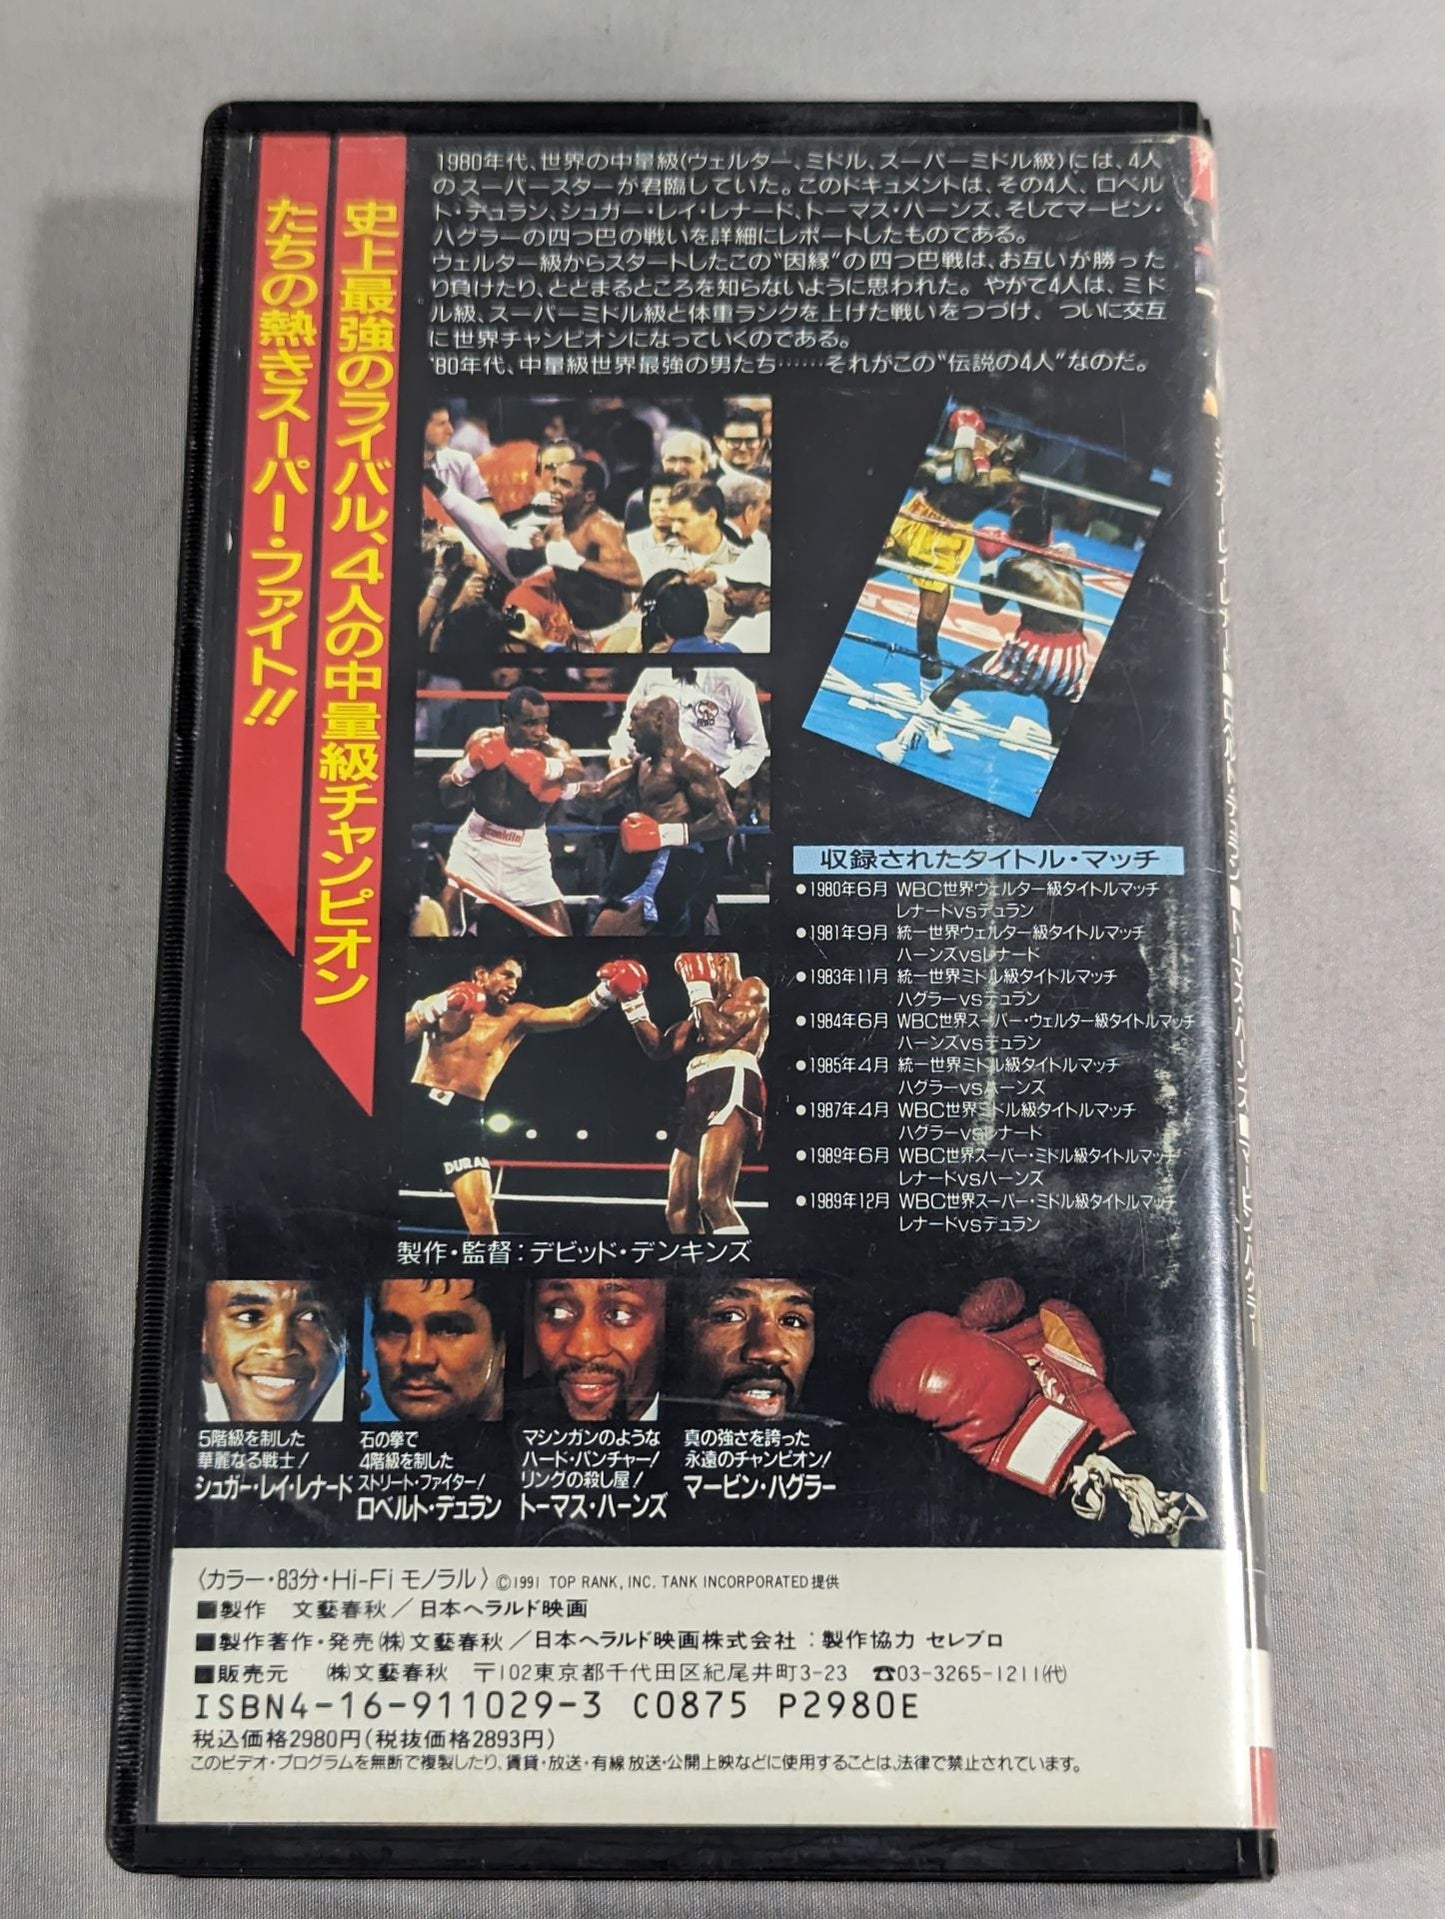 史上最強のライバル、4人の中量級チャンピオン
たちの熱きスーパー・ファイト!!
1980年代、世界の中量級(ウェルター、ミドル、スーパーミドル級)には、4人
のスーパースターが君臨していた。このドキュメントは、その4人、ロベル
ト・デュラン、シュガー・レイ・レナード、トーマス・ハーンズ、そしてマービン・
ハグラーの四つ巴の戦いを詳細にレポートしたものである。
ウェルター級からスタートしたこの“因縁”の四つ巴戦は、お互いが勝った
り負けたり、とどまるところを知らないように思われた。やがて4人は、ミド
ル級、スーパーミドル級と体重ランクを上げた戦いをつづけ、ついに交互
に世界チャンピオンになっていくのである。
'80年代、中量級世界最強の男たち……それがこの“伝説の4人”なのだ。
Franklin
DURAN
収録されたタイトル・マッチ
●1980年6月 WBC世界ウェルター級タイトルマッチ
レナードvsデュラン
●1981年9月 統一世界ウェルター級タイトルマッチ
ハーンズvsレナード
●1983年11月 統一世界ミドル級タイトルマッチ
ハグラーvsデュラン
●1984年6月 WBC世界スーパー・ウェルター級タイトルマッチ
ハーンズvsデュラン
●1985年4月 統一世界ミドル級タイトルマッチ
ハグラーvsハーンズ
●1987年4月 WBC世界ミドル級タイトルマッチ
ハグラーvsレナード
●1989年6月 WBC世界スーパー・ミドル級タイトルマッチ
レナードvsハーンズ
●1989年12月 WBC世界スーパー・ミドル級タイトルマッチ
レナードvsデュラン
製作・監督：デビッド・デンキンズ
5階級を制した
華麗なる戦士！
シュガー・レイ・レナード
石の拳で
4階級を制した
ストリート・ファイター！
ロベルト・デュラン
マシンガンのような
ハード・パンチャー！
リングの殺し屋！
トーマス・ハーンズ
真の強さを誇った
永遠のチャンピオン！
マービン・ハグラー
〈カラー・83分・Hi-Fi モノラル〉©1991 TOP RANK, INC. TANK INCORPORATED提供
■製作 文藝春秋／日本ヘラルド映画
■製作著作・発売㈱文藝春秋／日本ヘラルド映画株式会社：製作協力 セレブロ
■販売元 ㈱文藝春秋 〒102東京都千代田区紀尾井町3-23 ☎03-3265-1211㈹
ISBN4-16-911029-3 C0875 P2980E
税込価格2980円(税抜価格2893円)
このビデオ・プログラムを無断で複製したり、賃貸・放送・有線放送・公開上映などに使用することは、法律で禁止されています。